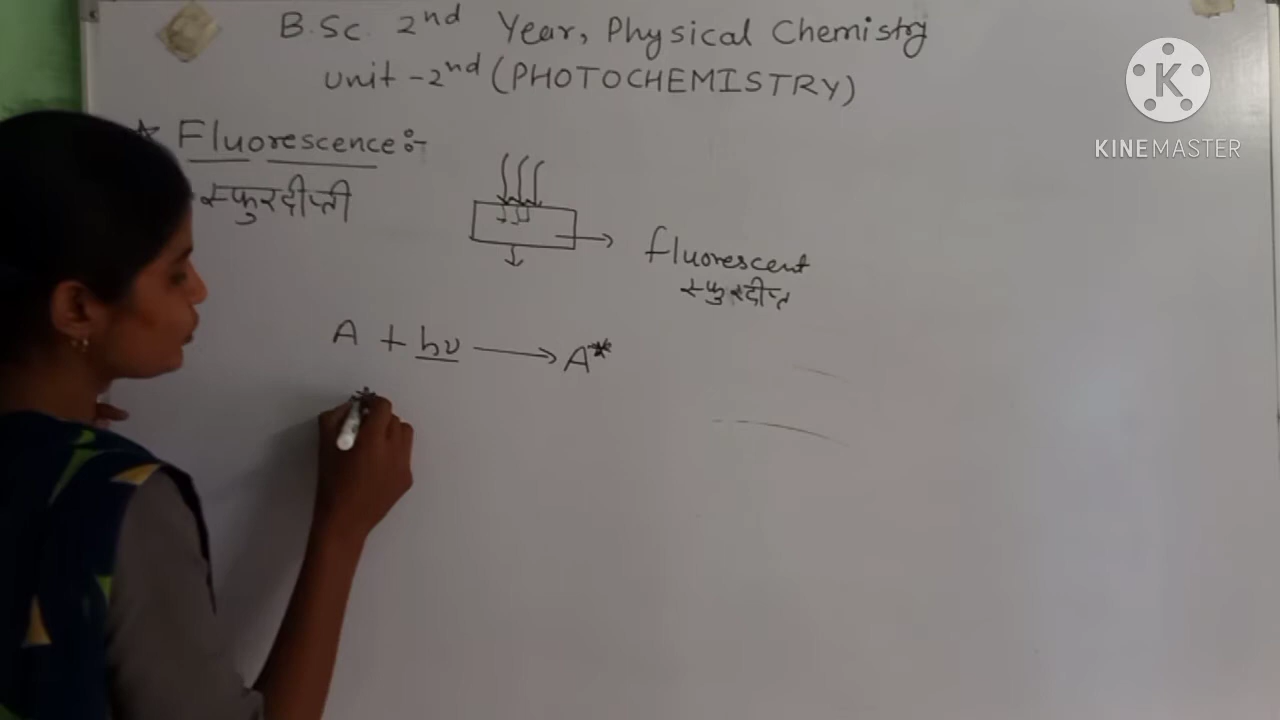 B.Sc. 2nd Year, Physical Chemistry
unit-2nd (PHOTOCHEMISTRY)
* Fluorescence :-
स्फुरदीप्ती
fluorescent
स्फुरदीप्त
A + hν → A*
K
KINEMASTER